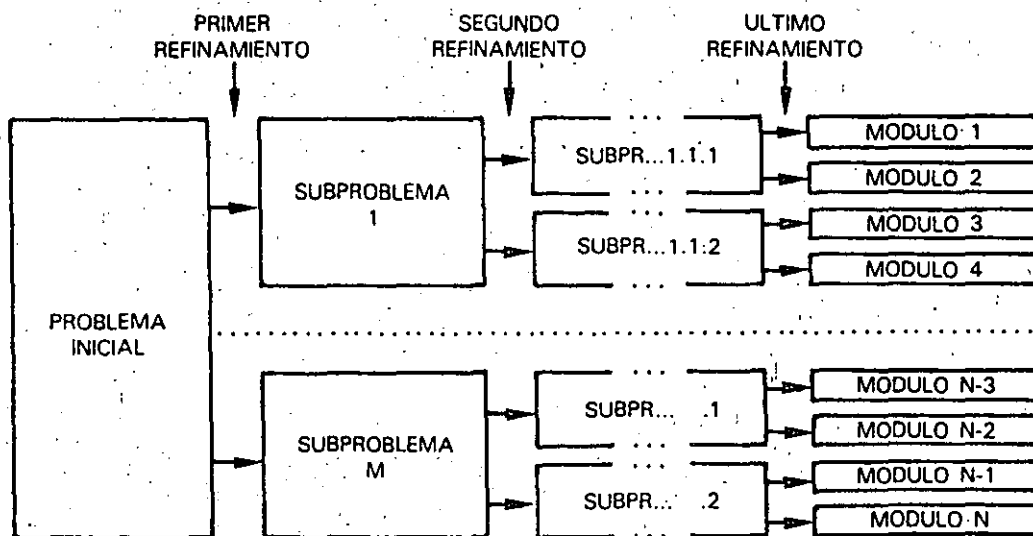 PRIMER
REFINAMIENTO
SEGUNDO
REFINAMIENTO
ULTIMO
REFINAMIENTO
PROBLEMA
INICIAL
SUBPROBLEMA
1
SUBPR...1.1.1
MODULO 1
MODULO 2
SUBPR...1.1.2
MODULO 3
MODULO 4
SUBPROBLEMA
M
SUBPR... .1
MODULO N-3
MODULO N-2
SUBPR... .2
MODULO N-1
MODULO N